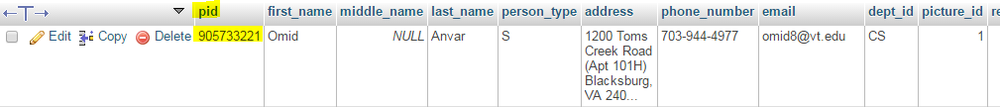 pid first_name middle_name last_name person_type address phone_number email dept_id picture_id re
Edit Copy Delete 905733221 Omid NULL Anvar S 1200 Toms 703-944-4977 omid8@vt.edu CS 1
Creek Road
(Apt 101H)
Blacksburg,
VA 240...